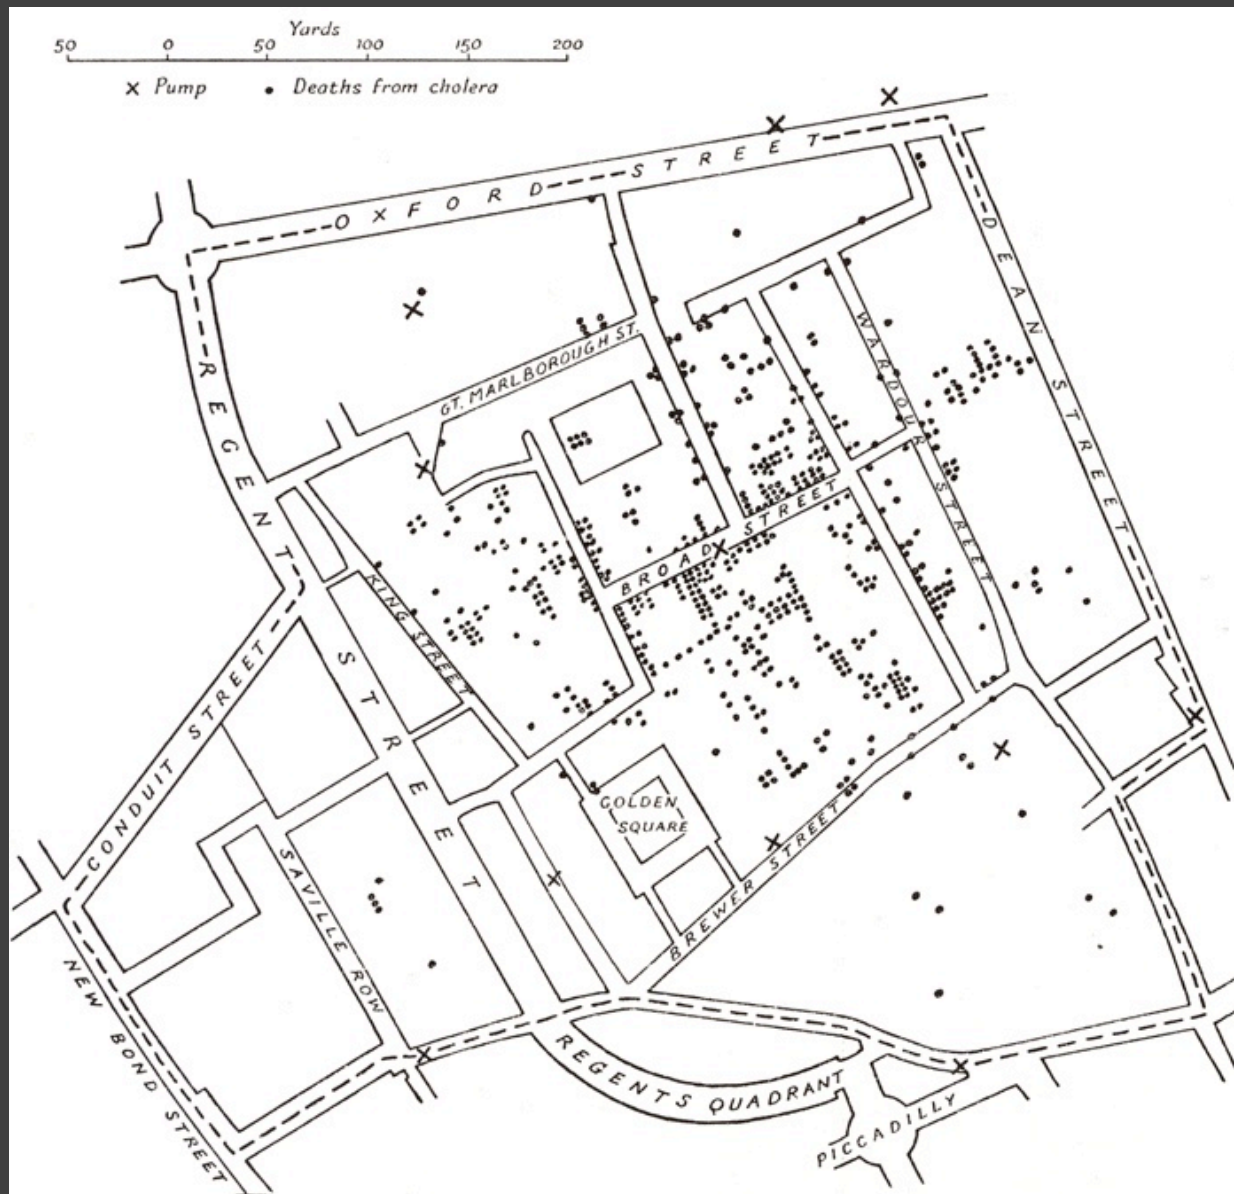 Yards
50 0 50 100 150 200
× Pump • Deaths from cholera
OXFORD STREET
DEAN STREET
REGENT STREET
GT. MARLBOROUGH ST.
WARDOUR STREET
BROAD STREET
KING STREET
CONDUIT STREET
GOLDEN
SQUARE
BREWER STREET
SAVILLE ROW
NEW BOND STREET
REGENTS QUADRANT
PICCADILLY